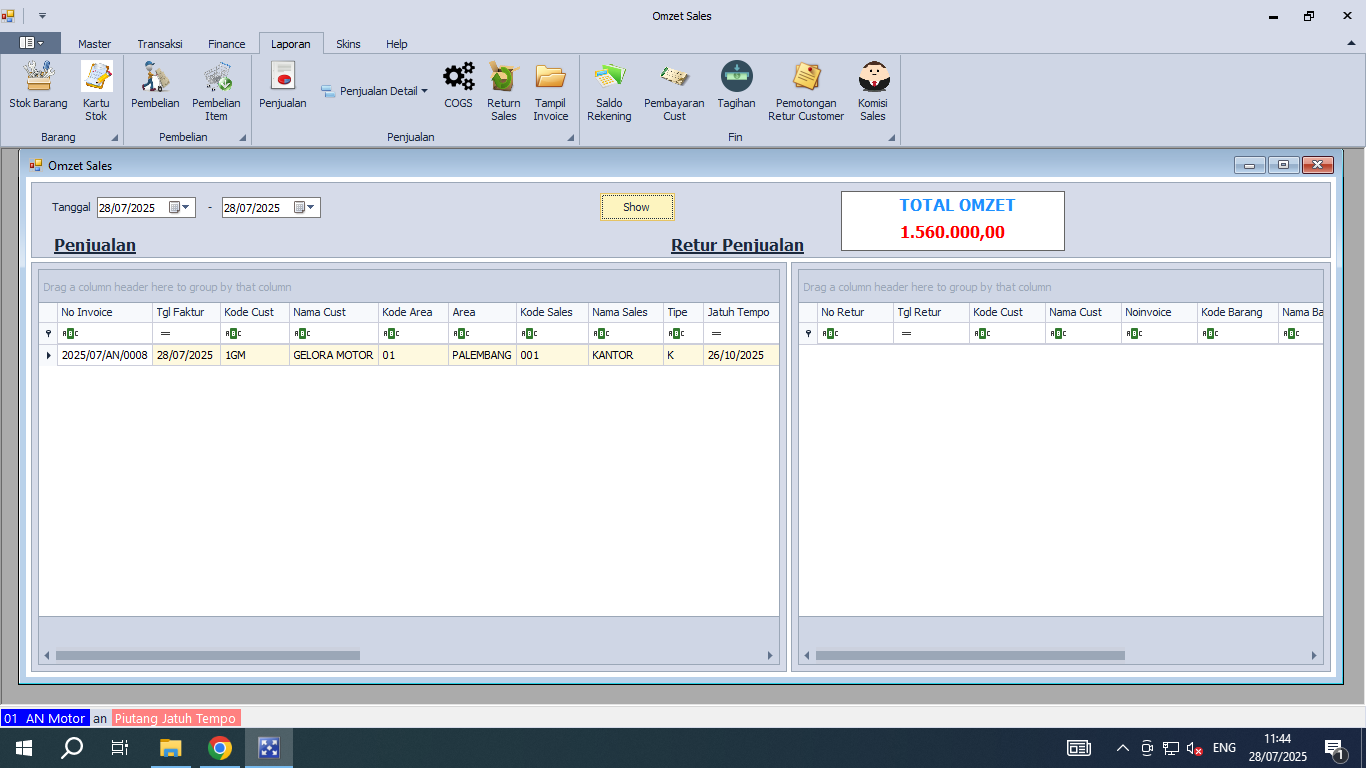 Omzet Sales
Master Transaksi Finance Laporan Skins Help
Stok Barang Kartu Stok Pembelian Pembelian Item Penjualan Penjualan Detail COGS Return Sales Tampil Invoice Saldo Rekening Pembayaran Cust Tagihan Pemotongan Retur Customer Komisi Sales
Barang Pembelian Penjualan Fin
Omzet Sales
Tanggal 28/07/2025 - 28/07/2025 Show TOTAL OMZET
1.560.000,00
Penjualan Retur Penjualan
Drag a column header here to group by that column Drag a column header here to group by that column
No Invoice Tgl Faktur Kode Cust Nama Cust Kode Area Area Kode Sales Nama Sales Tipe Jatuh Tempo No Retur Tgl Retur Kode Cust Nama Cust Noinvoice Kode Barang Nama Ba
2025/07/AN/0008 28/07/2025 1GM GELORA MOTOR 01 PALEMBANG 001 KANTOR K 26/10/2025
01 AN Motor an Piutang Jatuh Tempo
ENG 11:44
28/07/2025 1